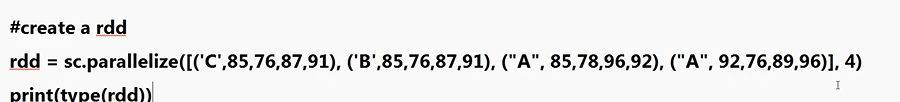 #create a rdd
rdd = sc.parallelize([('C',85,76,87,91), ('B',85,76,87,91), ("A", 85,78,96,92), ("A", 92,76,89,96)], 4)
print(type(rdd))